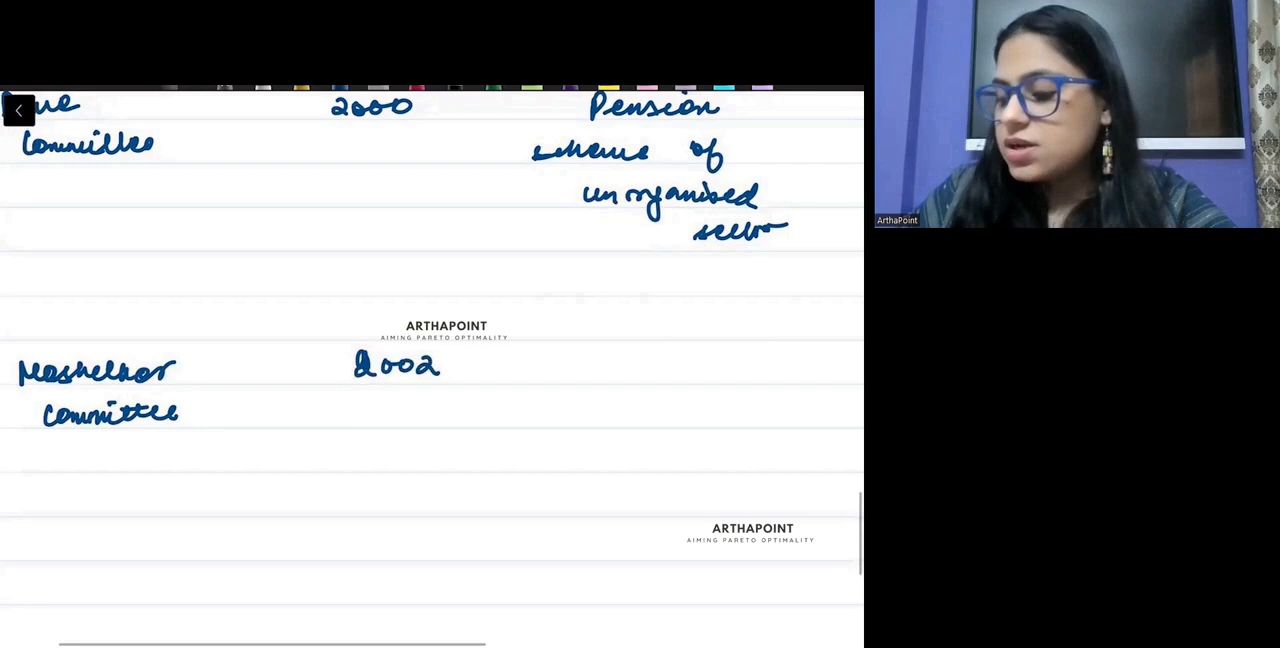 2000 Pension
Committee scheme of
unorganised
sector
ARTHAPOINT
AIMING PARETO OPTIMALITY
Mashelkar 2002
committee
ARTHAPOINT
AIMING PARETO OPTIMALITY
ArthaPoint